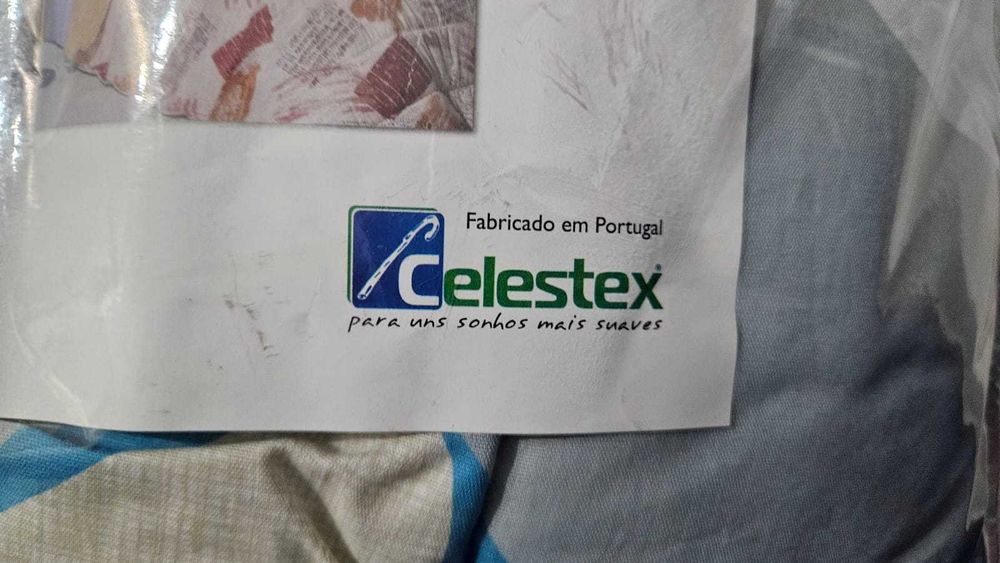 Fabricado em Portugal
Celestex®
para uns sonhos mais suaves